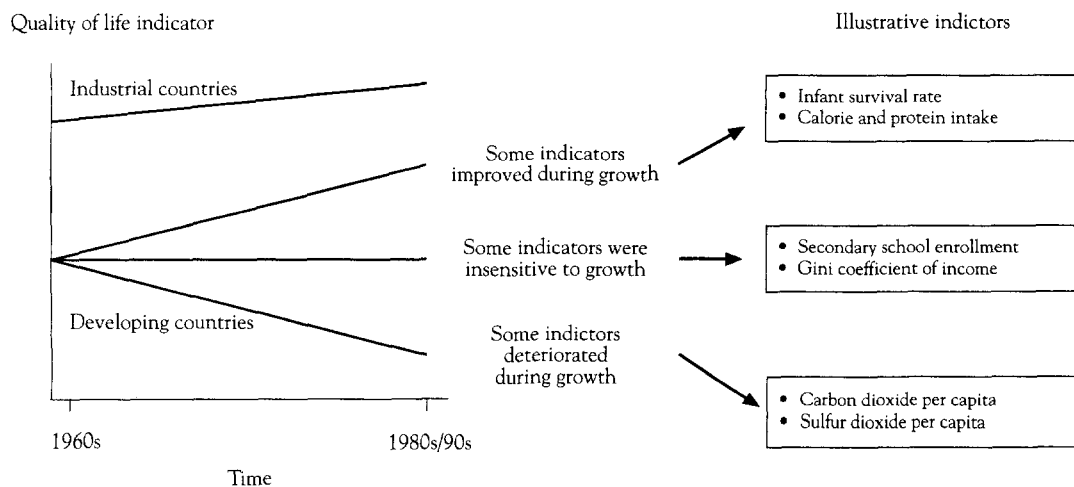 Quality of life indicator
Illustrative indictors
Industrial countries
Developing countries
Some indicators
improved during growth
Some indicators were
insensitive to growth
Some indictors
deteriorated
during growth
• Infant survival rate
• Calorie and protein intake
• Secondary school enrollment
• Gini coefficient of income
• Carbon dioxide per capita
• Sulfur dioxide per capita
1960s
1980s/90s
Time